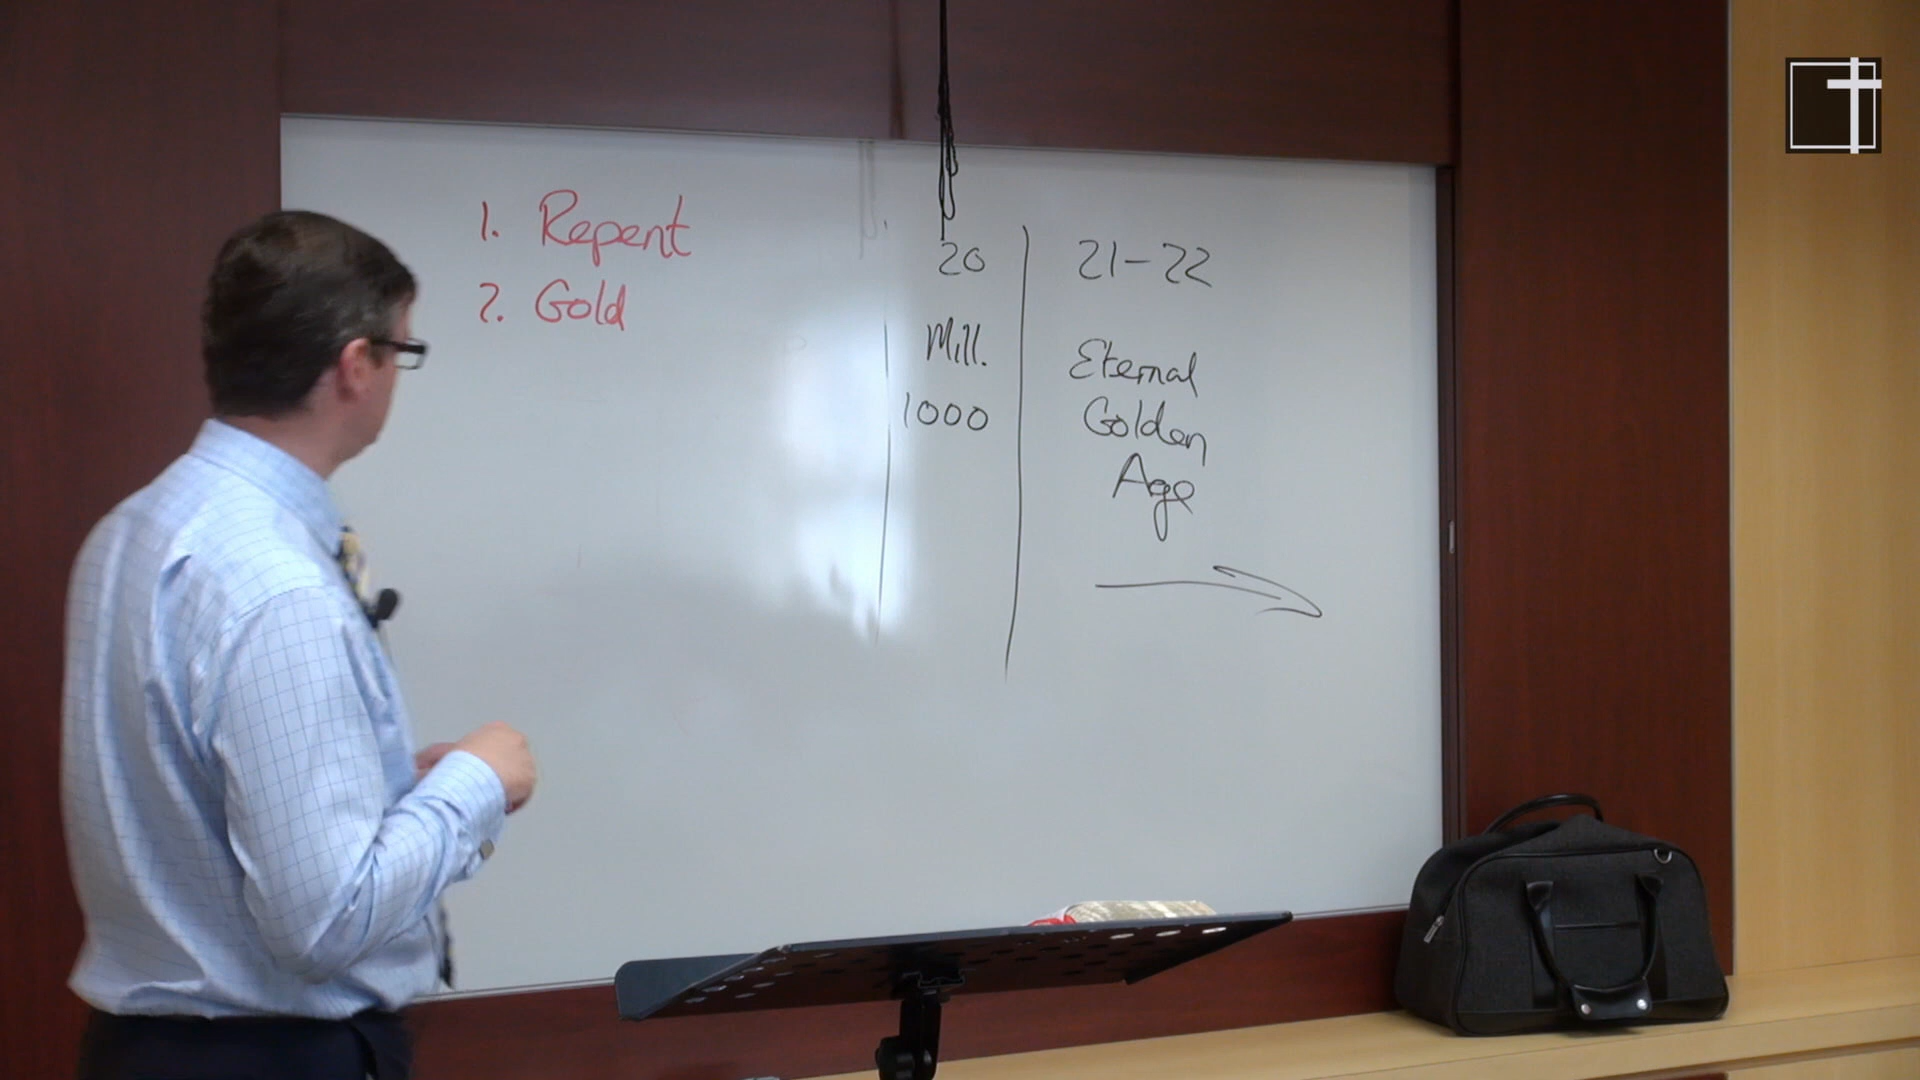 1. Repent
2. Gold
20
Mill.
1000
21-22
Eternal
Golden
Age